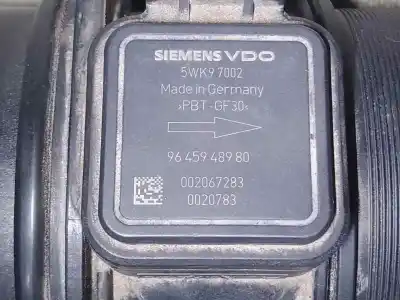 SIEMENS VDO
5WK9 7002
Made in Germany
>PBT-GF30<
96 459 489 80
002067283
0020783